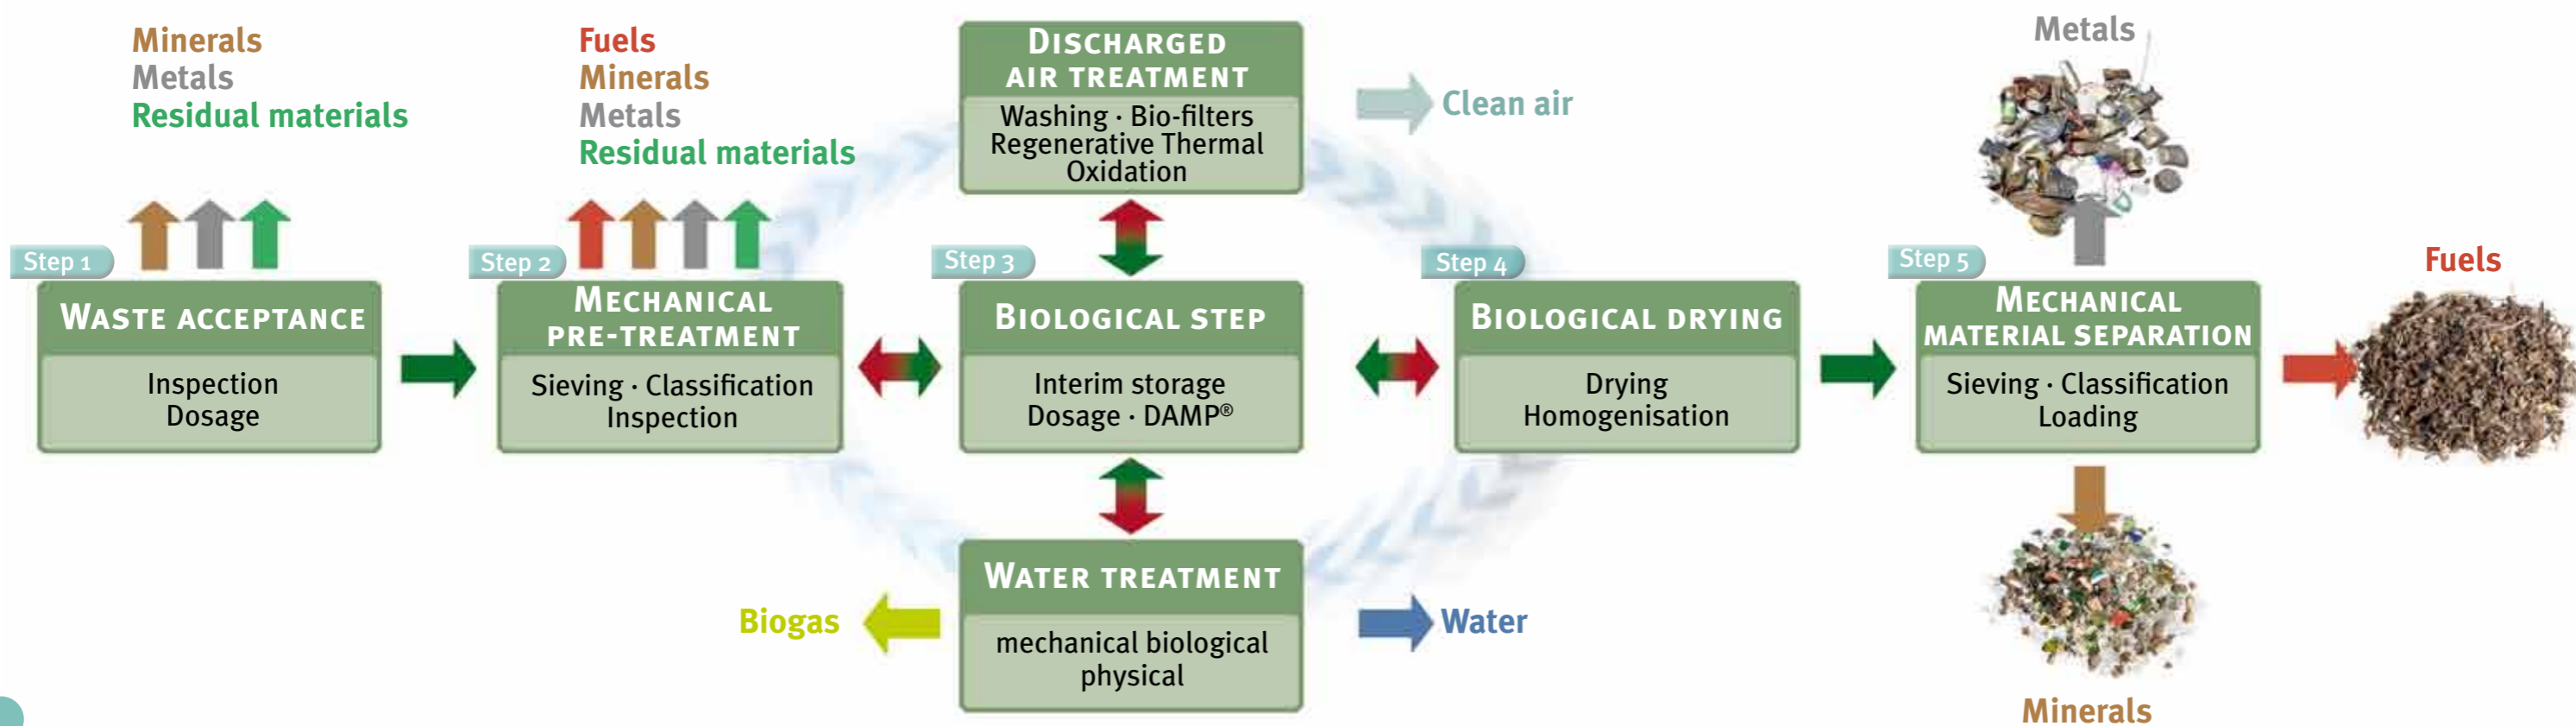 Minerals
Metals
Residual materials
Fuels
Minerals
Metals
Residual materials
DISCHARGED
AIR TREATMENT
Washing · Bio-filters
Regenerative Thermal
Oxidation
Clean air
Metals
Step 1
WASTE ACCEPTANCE
Inspection
Dosage
Step 2
MECHANICAL
PRE-TREATMENT
Sieving · Classification
Inspection
Step 3
BIOLOGICAL STEP
Interim storage
Dosage · DAMP®
Step 4
BIOLOGICAL DRYING
Drying
Homogenisation
Step 5
MECHANICAL
MATERIAL SEPARATION
Sieving · Classification
Loading
Fuels
Biogas
WATER TREATMENT
mechanical biological
physical
Water
Minerals